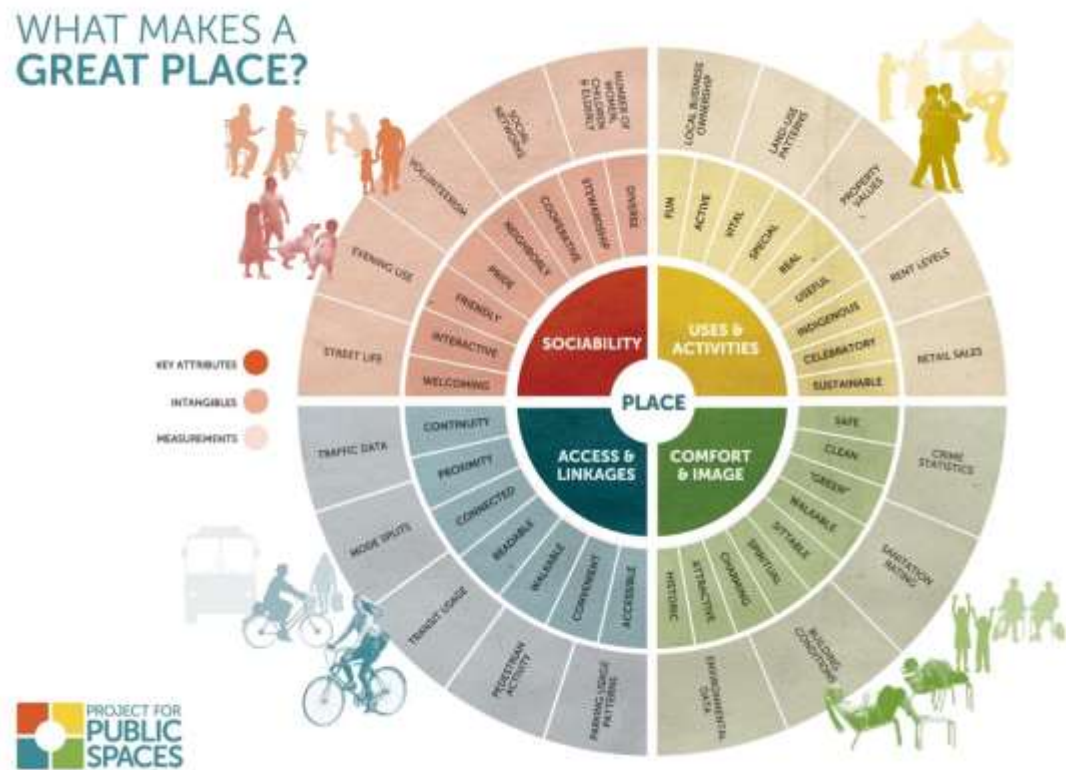 WHAT MAKES A
GREAT PLACE?
KEY ATTRIBUTES
INTANGIBLES
MEASUREMENTS
PLACE
SOCIABILITY
DIVERSE
STEWARDSHIP
COOPERATIVE
NEIGHBORLY
PRIDE
FRIENDLY
INTERACTIVE
WELCOMING
NUMBER OF
WOMEN,
CHILDREN
& ELDERLY
SOCIAL
NETWORKS
VOLUNTEERISM
EVENING USE
STREET LIFE
USES &
ACTIVITIES
FUN
ACTIVE
VITAL
SPECIAL
REAL
USEFUL
INDIGENOUS
CELEBRATORY
SUSTAINABLE
LOCAL BUSINESS
OWNERSHIP
LAND-USE
PATTERNS
PROPERTY
VALUES
RENT LEVELS
RETAIL SALES
COMFORT
& IMAGE
SAFE
CLEAN
"GREEN"
WALKABLE
SITTABLE
SPIRITUAL
CHARMING
ATTRACTIVE
HISTORIC
CRIME
STATISTICS
SANITATION
RATING
BUILDING
CONDITIONS
ENVIRONMENTAL
DATA
ACCESS &
LINKAGES
CONTINUITY
PROXIMITY
CONNECTED
READABLE
WALKABLE
CONVENIENT
ACCESSIBLE
TRAFFIC DATA
MODE SPLITS
TRANSIT USAGE
PEDESTRIAN
ACTIVITY
PARKING USAGE
PATTERNS
PROJECT FOR
PUBLIC
SPACES